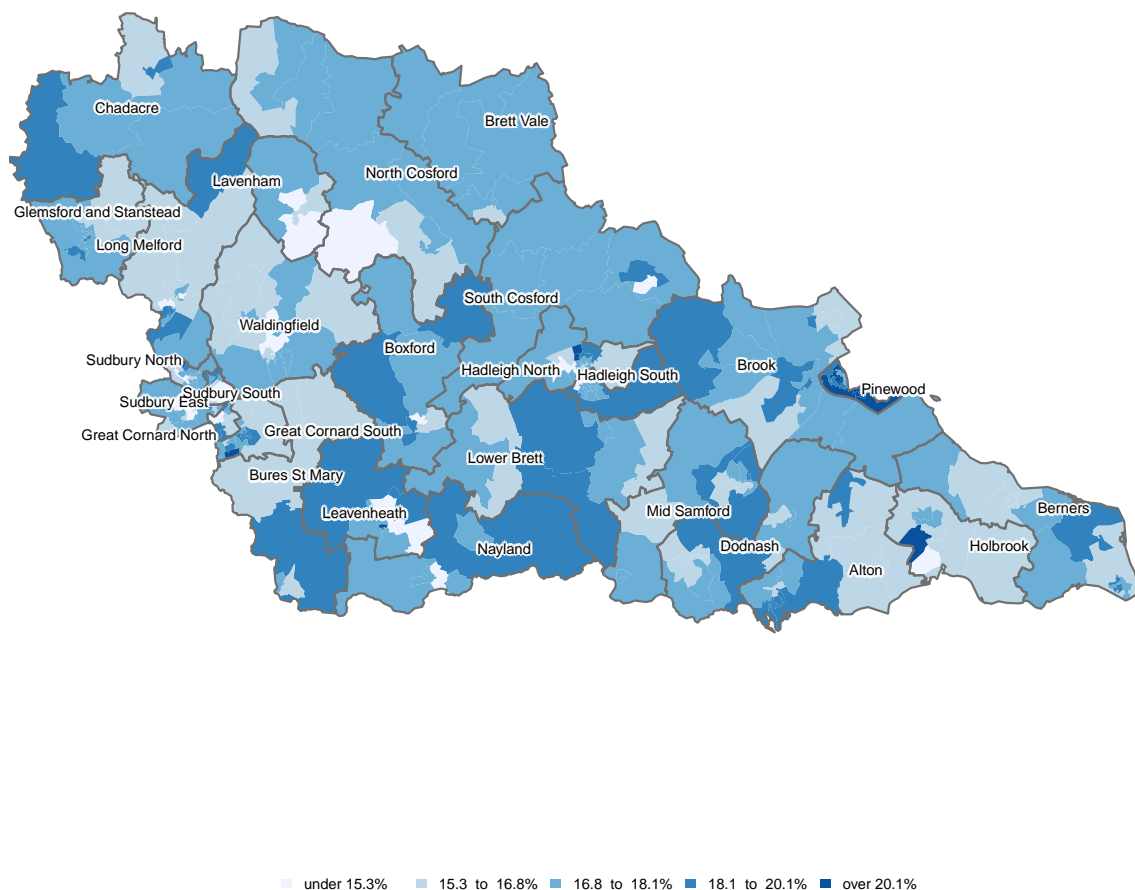 Chadacre
Brett Vale
North Cosford
Lavenham
Glemsford and Stanstead
Long Melford
South Cosford
Waldingfield
Boxford
Sudbury North
Hadleigh North
Hadleigh South
Brook
Pinewood
Sudbury South
Sudbury East
Great Cornard North
Great Cornard South
Lower Brett
Bures St Mary
Leavenheath
Mid Samford
Berners
Nayland
Dodnash
Holbrook
Alton
under 15.3%
15.3 to 16.8%
16.8 to 18.1%
18.1 to 20.1%
over 20.1%